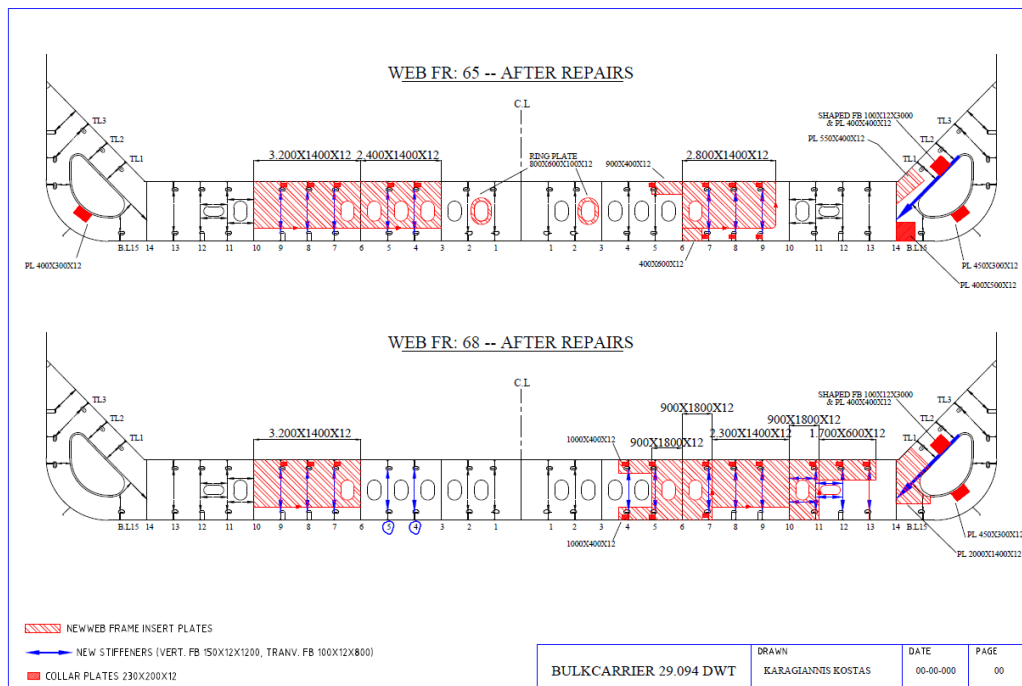 WEB FR: 65 -- AFTER REPAIRS
C.L
TL3
TL2
TL1
3.200X1400X12
2.400X1400X12
RING PLATE
800X600X100X12
900X400X12
2.800X1400X12
SHAPED FB 100X12X3000
& PL 400X400X12
PL 550X400X12
TL3
TL2
TL1
PL 400X300X12
B.L15 14 13 12 11 10 9 8 7 6 5 4 3 2 1 1 2 3 4 5 6 7 8 9 10 11 12 13 14 B.L15
400X600X12
PL 450X300X12
PL 400X500X12
WEB FR: 68 -- AFTER REPAIRS
C.L
TL3
TL2
TL1
3.200X1400X12
1000X400X12
900X1800X12
900X1800X12
2.300X1400X12
900X1800X12
1.700X600X12
SHAPED FB 100X12X3000
& PL 400X400X12
TL3
TL2
TL1
B.L15 14 13 12 11 10 9 8 7 6 5 4 3 2 1 1 2 3 4 5 6 7 8 9 10 11 12 13 14 B.L15
1000X400X12
PL 450X300X12
PL 2000X1400X12
NEWWEB FRAME INSERT PLATES
NEW STIFFENERS (VERT. FB 150X12X1200, TRANV. FB 100X12X800)
COLLAR PLATES 230X200X12
BULKCARRIER 29.094 DWT
DRAWN
KARAGIANNIS KOSTAS
DATE
00-00-000
PAGE
00